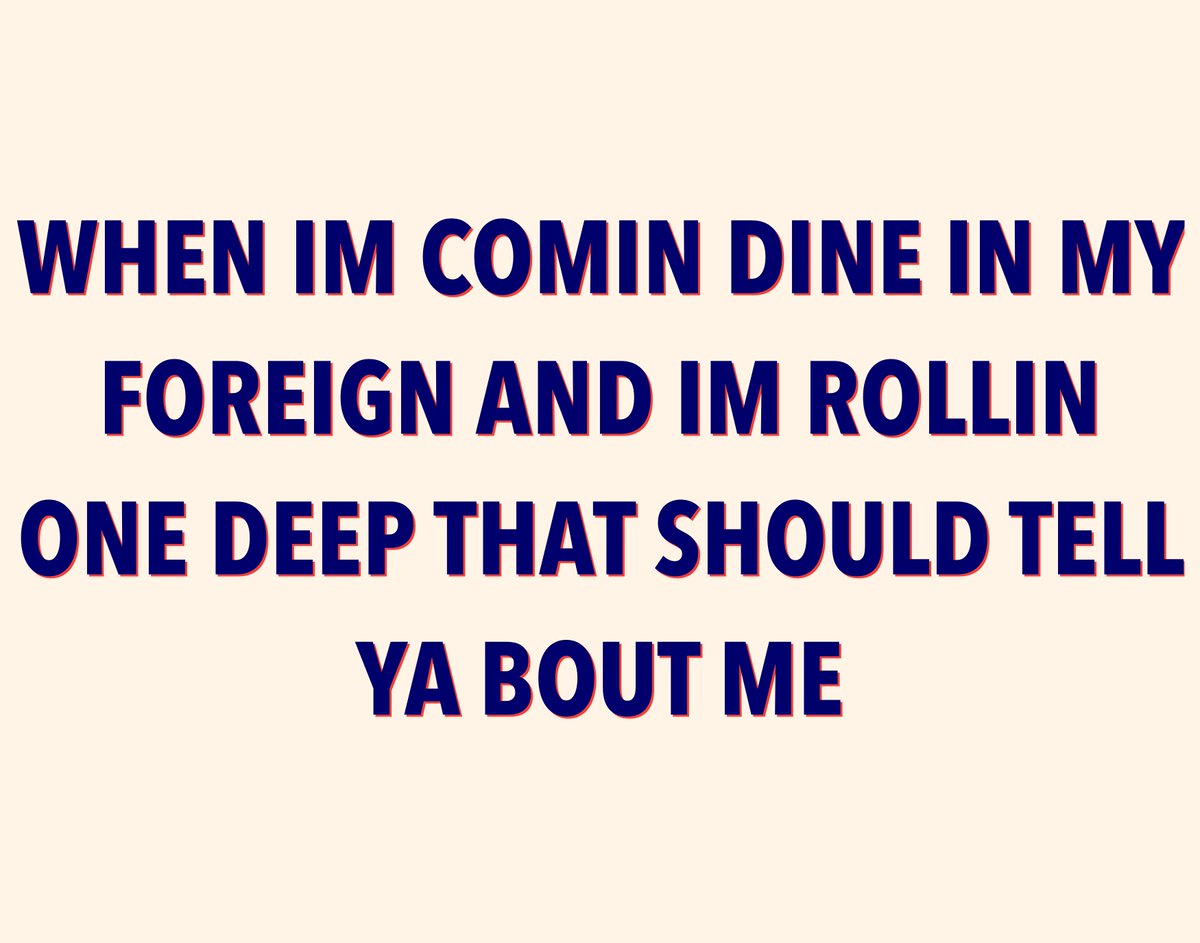 WHEN IM COMIN DINE IN MY
FOREIGN AND IM ROLLIN
ONE DEEP THAT SHOULD TELL
YA BOUT ME